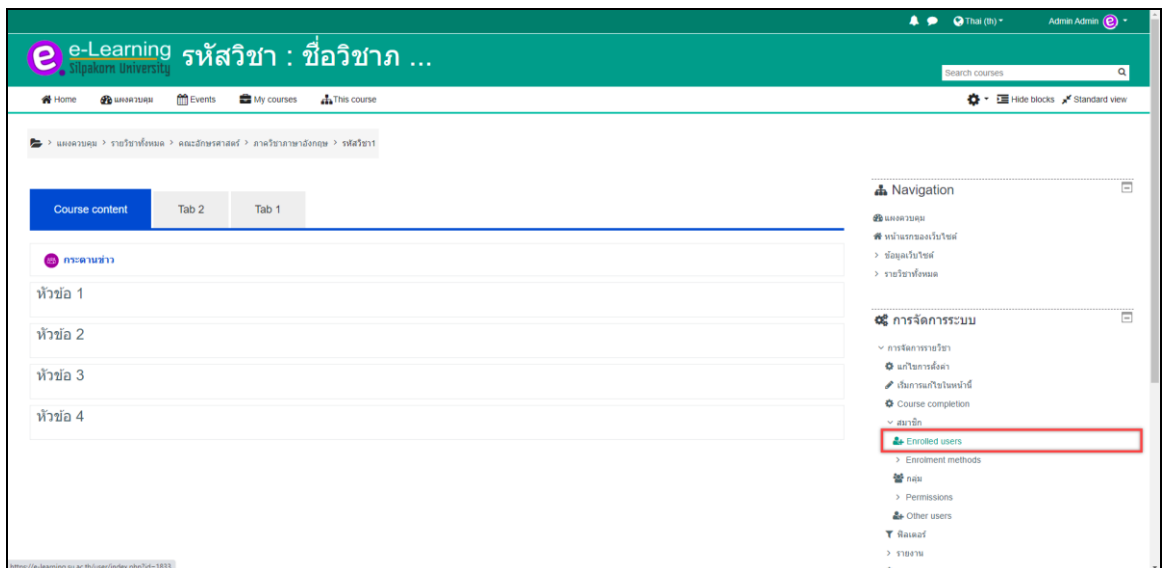 Thai (th)
Admin Admin
e-Learning
Silpakorn University
รหัสวิชา : ชื่อวิชาภ ...
Search courses
Home แผงควบคุม Events My courses This course
Hide blocks Standard view
> แผงควบคุม > รายวิชาทั้งหมด > คณะอักษรศาสตร์ > ภาควิชาภาษาอังกฤษ > รหัสวิชา1
Course content Tab 2 Tab 1
กระดานข่าว
หัวข้อ 1
หัวข้อ 2
หัวข้อ 3
หัวข้อ 4
Navigation
แผงควบคุม
หน้าแรกของเว็บไซต์
> ข้อมูลเว็บไซต์
> รายวิชาทั้งหมด
การจัดการระบบ
การจัดการรายวิชา
แก้ไขการตั้งค่า
เริ่มการแก้ไขในหน้านี้
Course completion
สมาชิก
Enrolled users
> Enrolment methods
กลุ่ม
> Permissions
Other users
ฟิลเตอร์
> รายงาน
https://e-learning.su.ac.th/user/index.php?id=1833